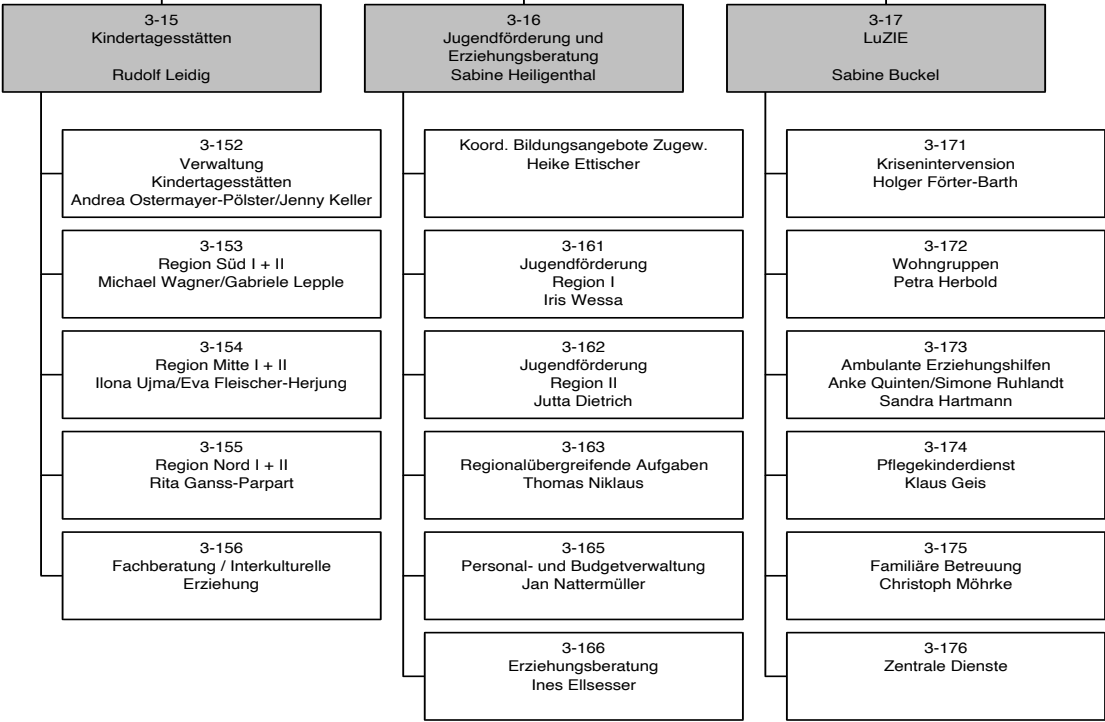 3-15
Kindertagesstätten
Rudolf Leidig
3-152
Verwaltung
Kindertagesstätten
Andrea Ostermayer-Pölster/Jenny Keller
3-153
Region Süd I + II
Michael Wagner/Gabriele Lepple
3-154
Region Mitte I + II
Ilona Ujma/Eva Fleischer-Herjung
3-155
Region Nord I + II
Rita Ganss-Parpart
3-156
Fachberatung / Interkulturelle
Erziehung
3-16
Jugendförderung und
Erziehungsberatung
Sabine Heiligenthal
Koord. Bildungsangebote Zugew.
Heike Ettischer
3-161
Jugendförderung
Region I
Iris Wessa
3-162
Jugendförderung
Region II
Jutta Dietrich
3-163
Regionalübergreifende Aufgaben
Thomas Niklaus
3-165
Personal- und Budgetverwaltung
Jan Nattermüller
3-166
Erziehungsberatung
Ines Ellsesser
3-17
LuZIE
Sabine Buckel
3-171
Krisenintervension
Holger Förter-Barth
3-172
Wohngruppen
Petra Herbold
3-173
Ambulante Erziehungshilfen
Anke Quinten/Simone Ruhlandt
Sandra Hartmann
3-174
Pflegekinderdienst
Klaus Geis
3-175
Familiäre Betreuung
Christoph Möhrke
3-176
Zentrale Dienste